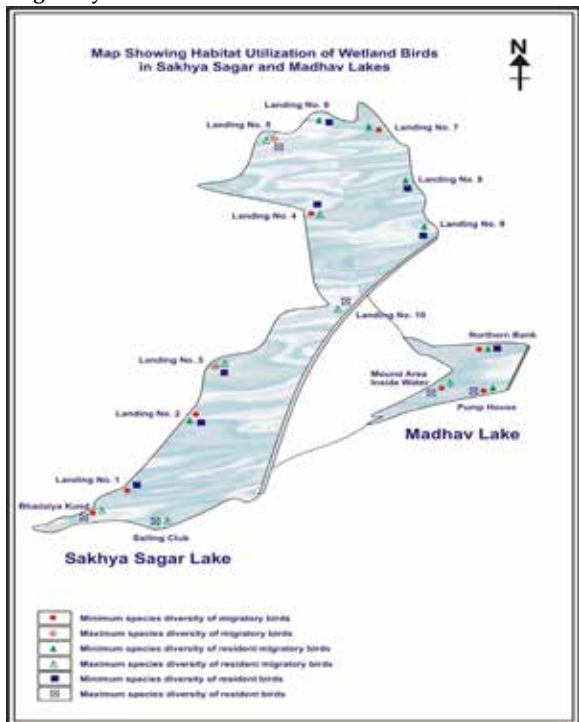 Map Showing Habitat Utilization of Wetland Birds
in Sakhya Sagar and Madhav Lakes
N
Landing No. 6
Landing No. 5
Landing No. 7
Landing No. 8
Landing No. 4
Landing No. 9
Landing No. 10
Northern Bank
Landing No. 3
Mound Area
Inside Water
Pump House
Landing No. 2
Madhav Lake
Landing No. 1
Bhadaiya Kund
Sailing Club
Sakhya Sagar Lake
Minimum species diversity of migratory birds
Maximum species diversity of migratory birds
Minimum species diversity of resident migratory birds
Maximum species diversity of resident migratory birds
Minimum species diversity of resident birds
Maximum species diversity of resident birds